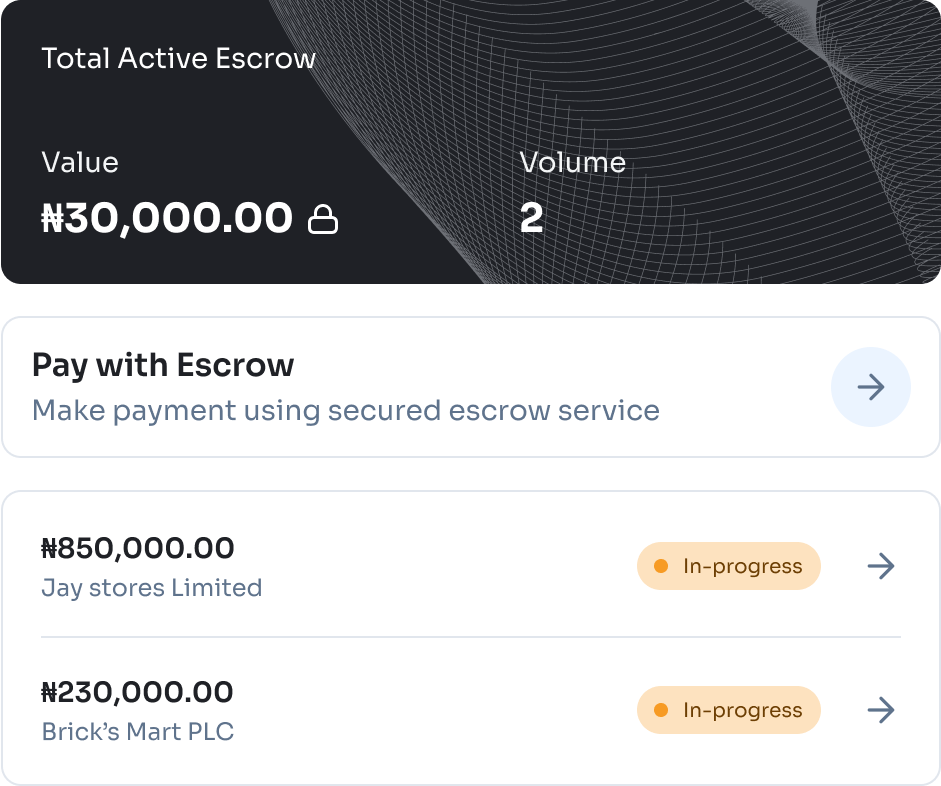 Total Active Escrow
Value
Volume
₦30,000.00
2
Pay with Escrow
Make payment using secured escrow service
₦850,000.00
In-progress
Jay stores Limited
₦230,000.00
In-progress
Brick’s Mart PLC